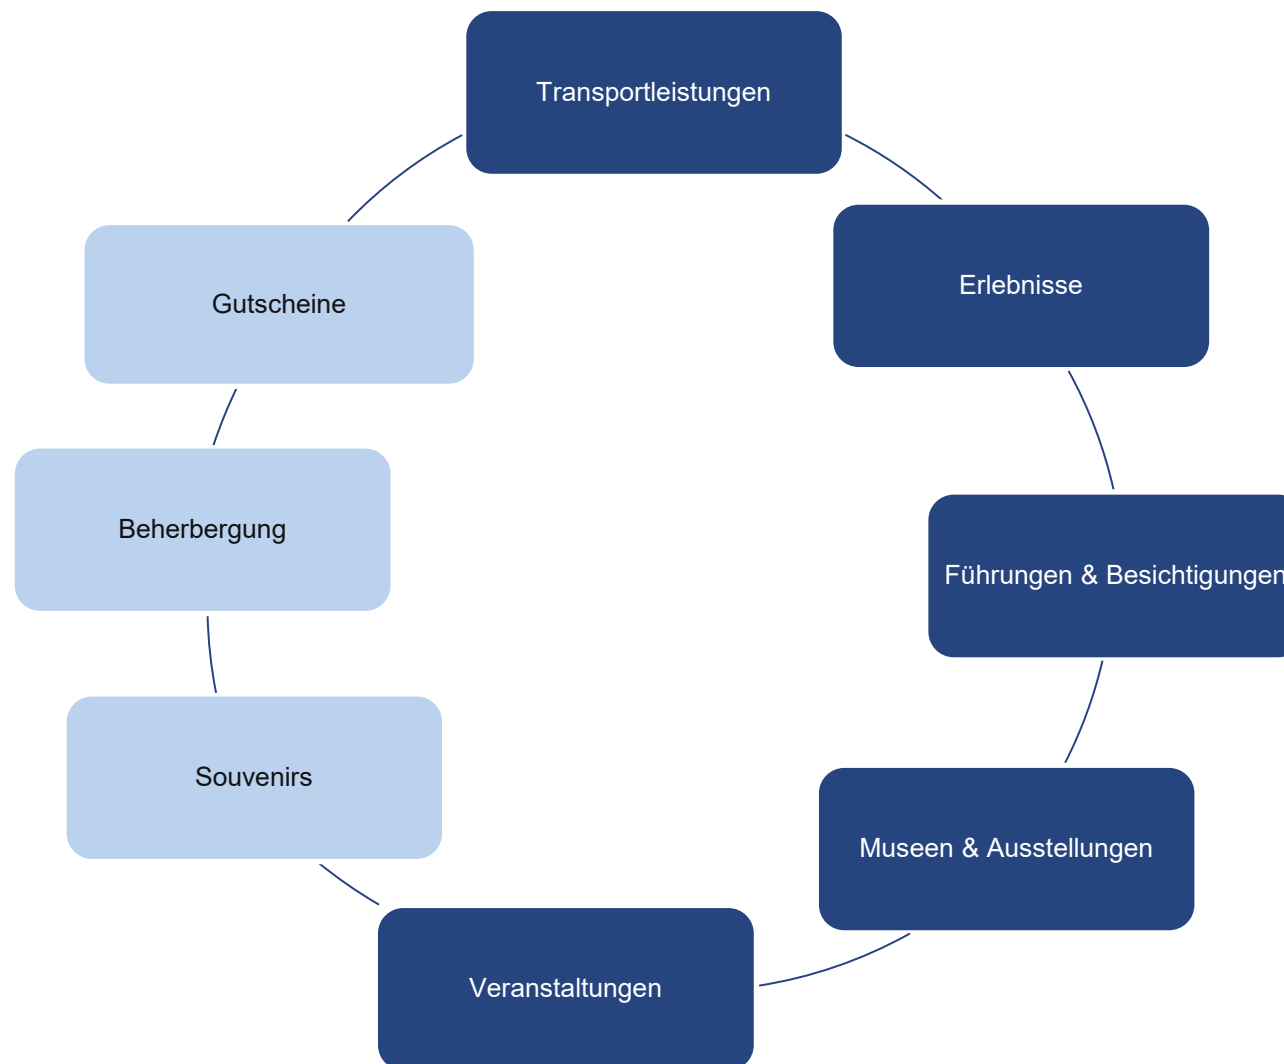 Transportleistungen
Erlebnisse
Führungen & Besichtigungen
Museen & Ausstellungen
Veranstaltungen
Souvenirs
Beherbergung
Gutscheine